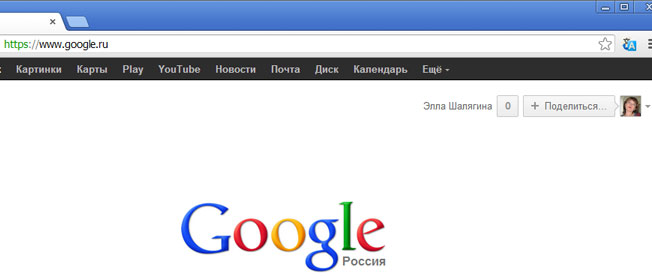 https://www.google.ru
Картинки Карты Play YouTube Новости Почта Диск Календарь Ещё
Элла Шалягина 0 + Поделиться...
Google
Россия